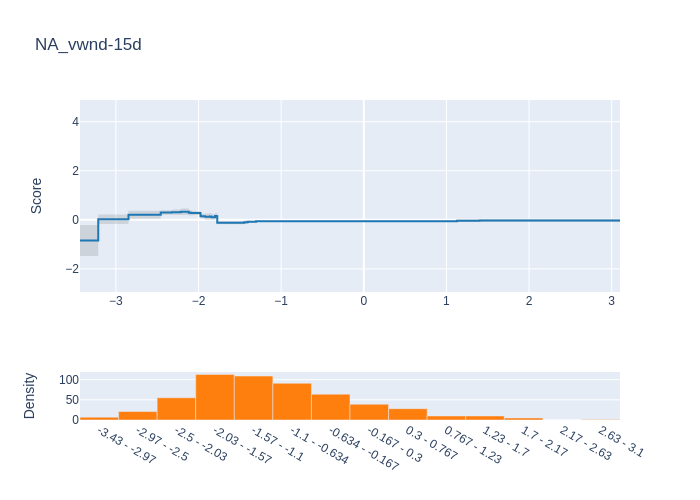 NA_vwnd-15d
Score
4
2
0
−2
−3
−2
−1
0
1
2
3
Density
100
50
0
-3.43 - -2.97
-2.97 - -2.5
-2.5 - -2.03
-2.03 - -1.57
-1.57 - -1.1
-1.1 - -0.634
-0.634 - -0.167
-0.167 - 0.3
0.3 - 0.767
0.767 - 1.23
1.23 - 1.7
1.7 - 2.17
2.17 - 2.63
2.63 - 3.1